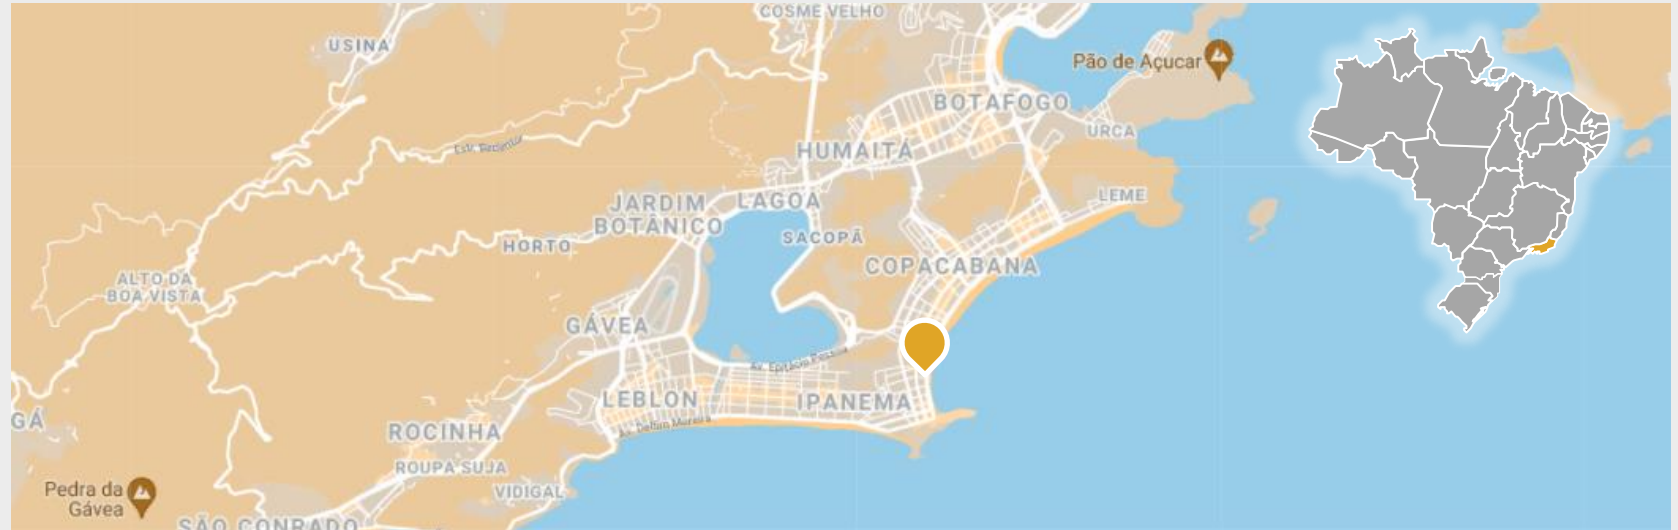 COSME VELHO
USINA
Pão de Açucar
BOTAFOGO
URCA
HUMAITÁ
LEME
JARDIM
BOTÂNICO
LAGOA
SACOPÃ
HORTO
COPACABANA
ALTO DA
BOA VISTA
GÁVEA
Av. Epitácio Pessoa
LEBLON
IPANEMA
GÁ
Av. Delfim Moreira
ROCINHA
ROUPA SUJA
VIDIGAL
Pedra da
Gávea
SÃO CONRADO